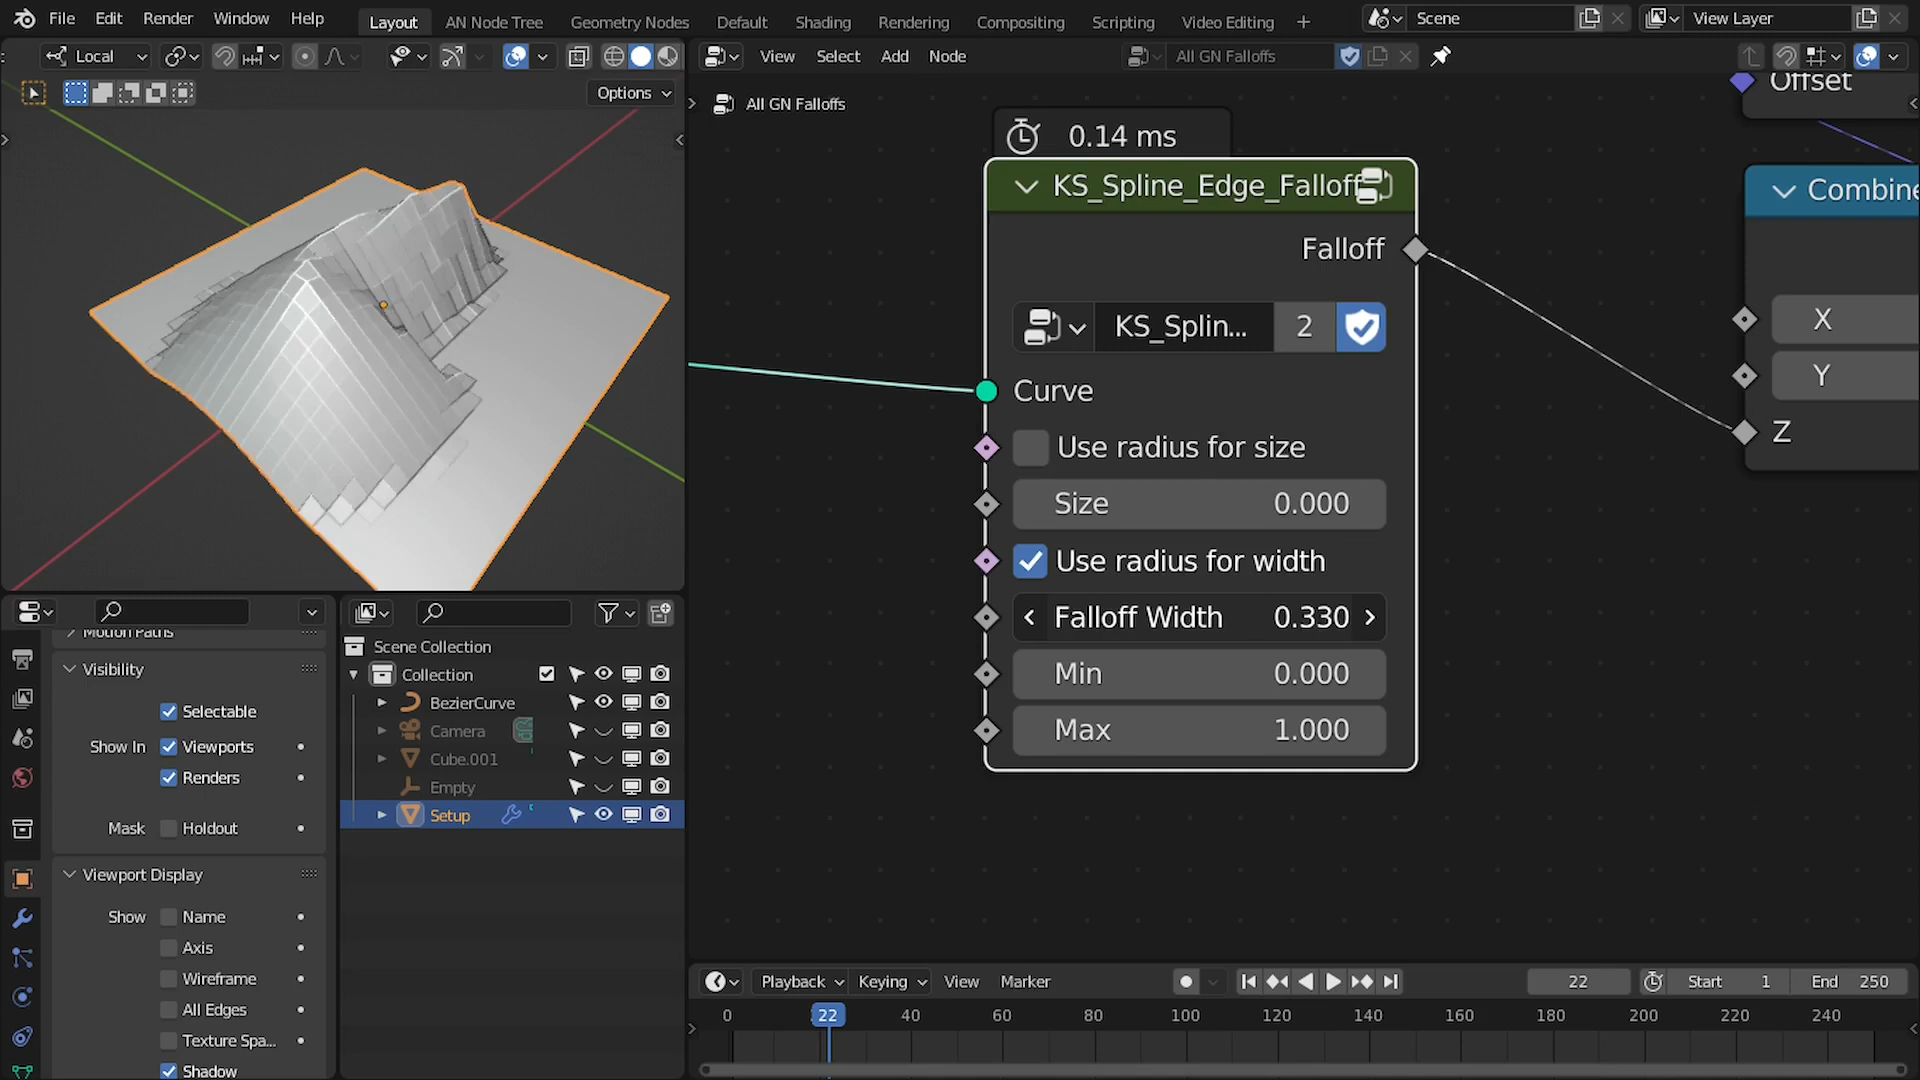 File Edit Render Window Help Layout AN Node Tree Geometry Nodes Default Shading Rendering Compositing Scripting Video Editing + Scene View Layer
Local View Select Add Node All GN Falloffs
Options
All GN Falloffs
Offset
0.14 ms
KS_Spline_Edge_Falloff
Combine
Falloff
KS_Splin... 2
X
Y
Z
Curve
Use radius for size
Size 0.000
Use radius for width
Falloff Width 0.330
Min 0.000
Max 1.000
Motion Paths
Visibility
Selectable
Show In Viewports
Renders
Mask Holdout
Viewport Display
Show Name
Axis
Wireframe
All Edges
Texture Spa...
Shadow
Scene Collection
Collection
BezierCurve
Camera
Cube.001
Empty
Setup
Playback Keying View Marker 22 Start 1 End 250
0 22 40 60 80 100 120 140 160 180 200 220 240